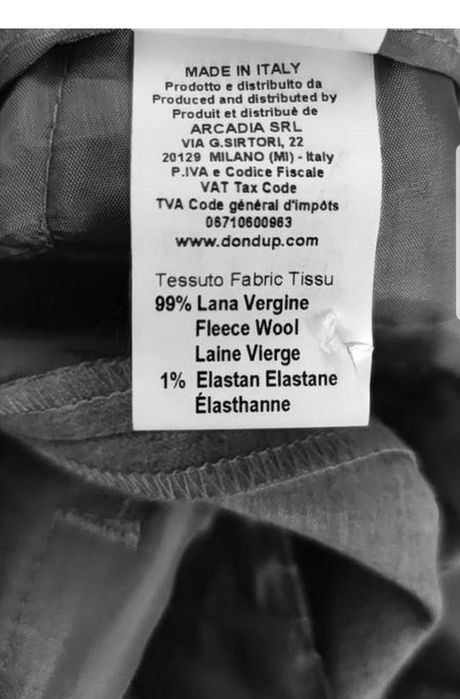 MADE IN ITALY
Prodotto e distribuito da
Produced and distributed by
Produit et distribuè de
ARCADIA SRL
VIA G.SIRTORI, 22
20129 MILANO (MI) - Italy
P.IVA e Codice Fiscale
VAT Tax Code
TVA Code général d'impôts
06710600963
www.dondup.com
Tessuto Fabric Tissu
99% Lana Vergine
Fleece Wool
Laine Vierge
1% Elastan Elastane
Élasthanne